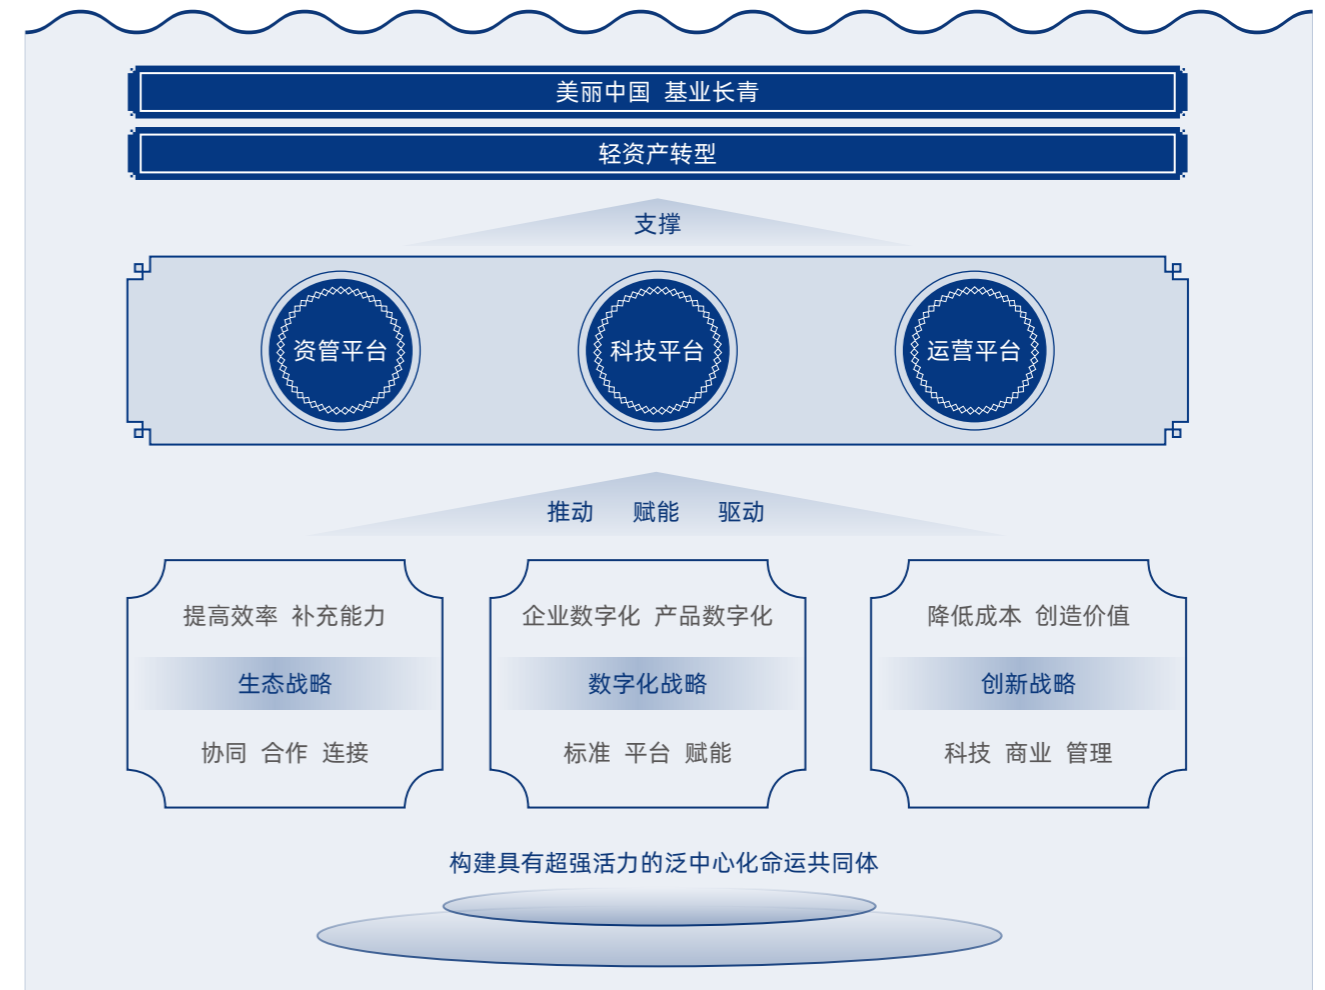 美丽中国 基业长青
轻资产转型
支撑
资管平台 科技平台 运营平台
推动 赋能 驱动
提高效率 补充能力
生态战略
协同 合作 连接
企业数字化 产品数字化
数字化战略
标准 平台 赋能
降低成本 创造价值
创新战略
科技 商业 管理
构建具有超强活力的泛中心化命运共同体